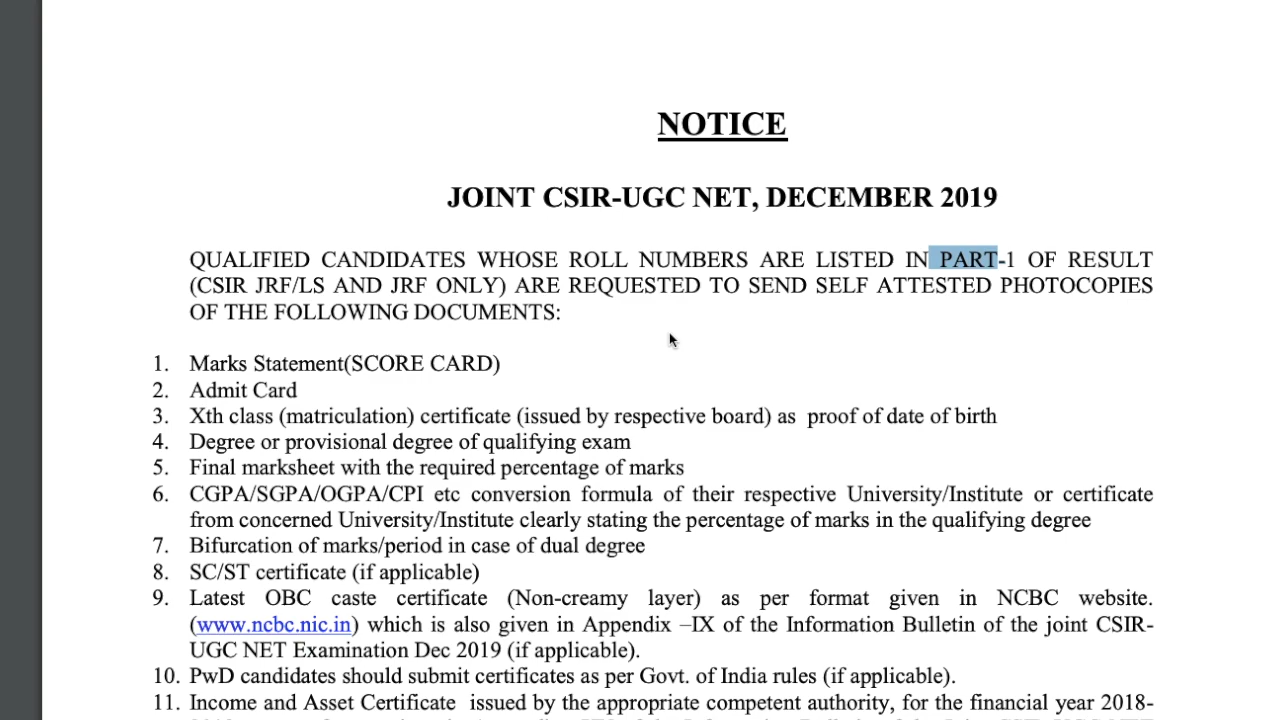 NOTICE
JOINT CSIR-UGC NET, DECEMBER 2019
QUALIFIED CANDIDATES WHOSE ROLL NUMBERS ARE LISTED IN PART-1 OF RESULT
(CSIR JRF/LS AND JRF ONLY) ARE REQUESTED TO SEND SELF ATTESTED PHOTOCOPIES
OF THE FOLLOWING DOCUMENTS:
1. Marks Statement(SCORE CARD)
2. Admit Card
3. Xth class (matriculation) certificate (issued by respective board) as proof of date of birth
4. Degree or provisional degree of qualifying exam
5. Final marksheet with the required percentage of marks
6. CGPA/SGPA/OGPA/CPI etc conversion formula of their respective University/Institute or certificate
from concerned University/Institute clearly stating the percentage of marks in the qualifying degree
7. Bifurcation of marks/period in case of dual degree
8. SC/ST certificate (if applicable)
9. Latest OBC caste certificate (Non-creamy layer) as per format given in NCBC website.
(www.ncbc.nic.in) which is also given in Appendix –IX of the Information Bulletin of the joint CSIR-
UGC NET Examination Dec 2019 (if applicable).
10. PwD candidates should submit certificates as per Govt. of India rules (if applicable).
11. Income and Asset Certificate issued by the appropriate competent authority, for the financial year 2018-